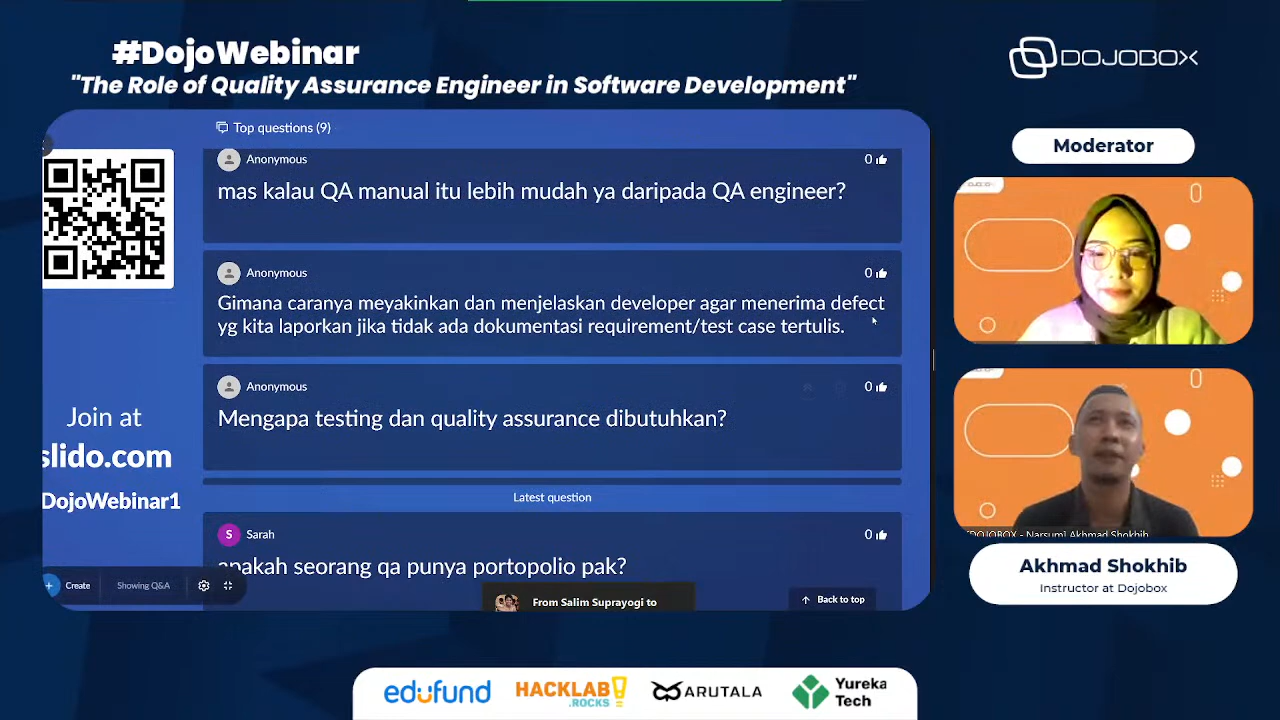 #DojoWebinar
"The Role of Quality Assurance Engineer in Software Development"
DOJOBOX
Top questions (9)
Anonymous
0
mas kalau QA manual itu lebih mudah ya daripada QA engineer?
Anonymous
0
Gimana caranya meyakinkan dan menjelaskan developer agar menerima defect
yg kita laporkan jika tidak ada dokumentasi requirement/test case tertulis.
Anonymous
0
Mengapa testing dan quality assurance dibutuhkan?
Latest question
S
Sarah
0
apakah seorang qa punya portopolio pak?
From Salim Suprayogi to
Back to top
Join at
slido.com
DojoWebinar1
Create
Showing Q&A
Moderator
[DOJOBOX - Narsum] Akhmad Shokhib
Akhmad Shokhib
Instructor at Dojobox
edufund
HACKLAB!
.ROCKS
ARUTALA
Yureka
Tech